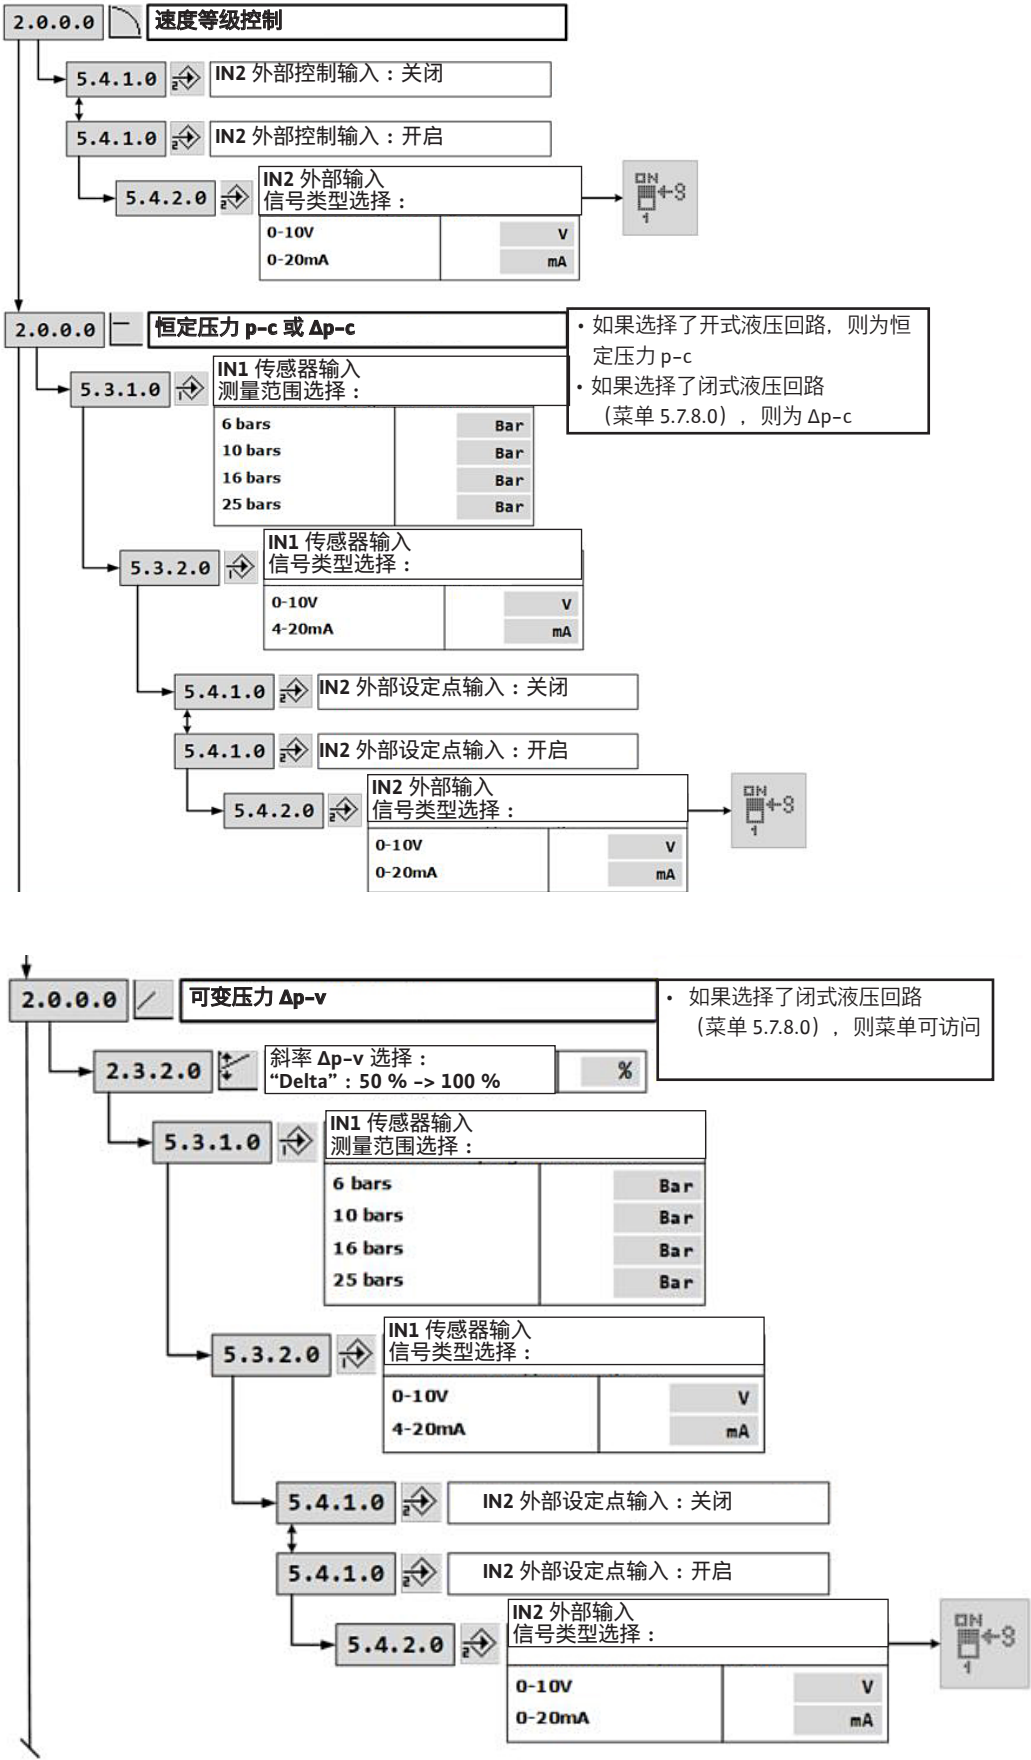 2.0.0.0
速度等级控制
5.4.1.0
2
IN2 外部控制输入：关闭
5.4.1.0
2
IN2 外部控制输入：开启
5.4.2.0
2
IN2 外部输入
信号类型选择：
ON
1
0-10V V
0-20mA mA
2.0.0.0
恒定压力 p-c 或 Δp-c
• 如果选择了开式液压回路，则为恒
定压力 p-c
• 如果选择了闭式液压回路
（菜单 5.7.8.0），则为 Δp-c
5.3.1.0
1
IN1 传感器输入
测量范围选择：
6 bars Bar
10 bars Bar
16 bars Bar
25 bars Bar
5.3.2.0
1
IN1 传感器输入
信号类型选择：
0-10V V
4-20mA mA
5.4.1.0
2
IN2 外部设定点输入：关闭
5.4.1.0
2
IN2 外部设定点输入：开启
5.4.2.0
2
IN2 外部输入
信号类型选择：
ON
1
0-10V V
0-20mA mA
2.0.0.0
可变压力 Δp-v
• 如果选择了闭式液压回路
（菜单 5.7.8.0），则菜单可访问
2.3.2.0
斜率 Δp-v 选择：
“Delta”：50 % -> 100 %
%
5.3.1.0
1
IN1 传感器输入
测量范围选择：
6 bars Bar
10 bars Bar
16 bars Bar
25 bars Bar
5.3.2.0
1
IN1 传感器输入
信号类型选择：
0-10V V
4-20mA mA
5.4.1.0
2
IN2 外部设定点输入：关闭
5.4.1.0
2
IN2 外部设定点输入：开启
5.4.2.0
2
IN2 外部输入
信号类型选择：
ON
1
0-10V V
0-20mA mA